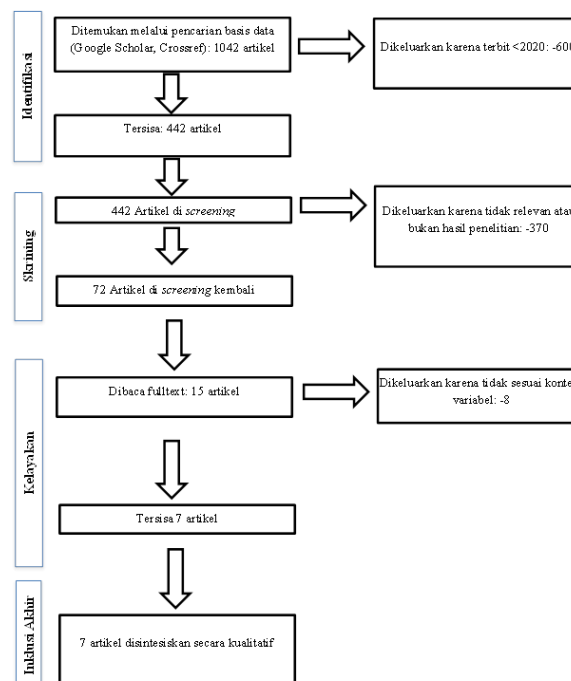 Identifikasi
Ditemukan melalui pencarian basis data
(Google Scholar, Crossref): 1042 artikel
Dikeluarkan karena terbit <2020: -600
Tersisa: 442 artikel
Skrining
442 Artikel di screening
Dikeluarkan karena tidak relevan atau
bukan hasil penelitian: -370
72 Artikel di screening kembali
Kelayakan
Dibaca fulltext: 15 artikel
Dikeluarkan karena tidak sesuai
variabel: -8
Tersisa 7 artikel
Inklusi Akhir
7 artikel disintesiskan secara kualitatif